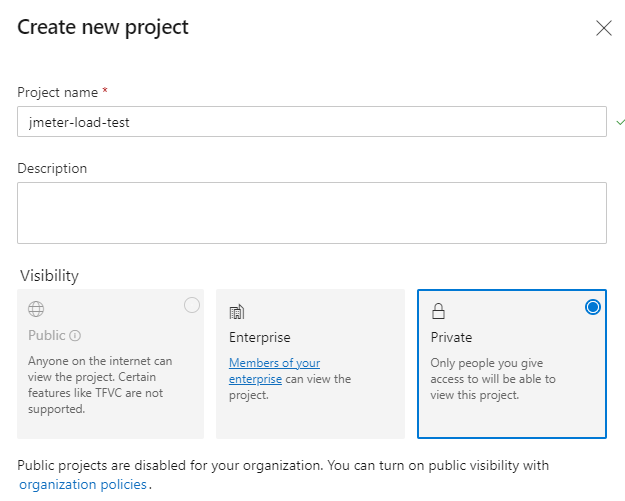 Create new project
Project name *
jmeter-load-test
Description
Visibility
Public
Anyone on the internet can
view the project. Certain
features like TFVC are not
supported.
Enterprise
Members of your
enterprise can view the
project.
Private
Only people you give
access to will be able to
view this project.
Public projects are disabled for your organization. You can turn on public visibility with
organization policies.